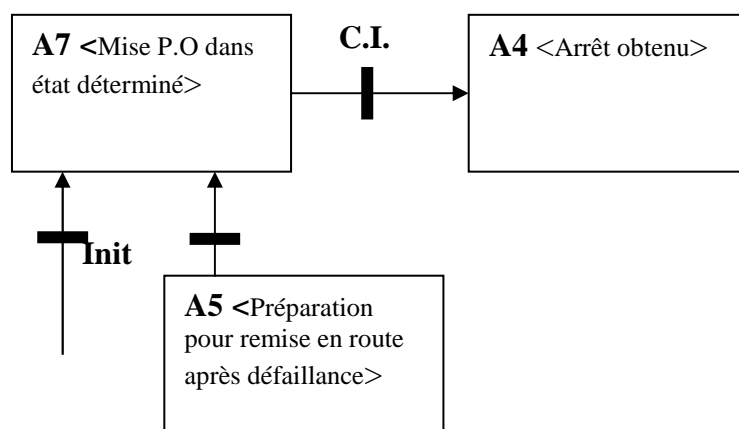 A7 <Mise P.O dans
état déterminé>
C.I.
A4 <Arrêt obtenu>
Init
A5 <Préparation
pour remise en route
après défaillance>